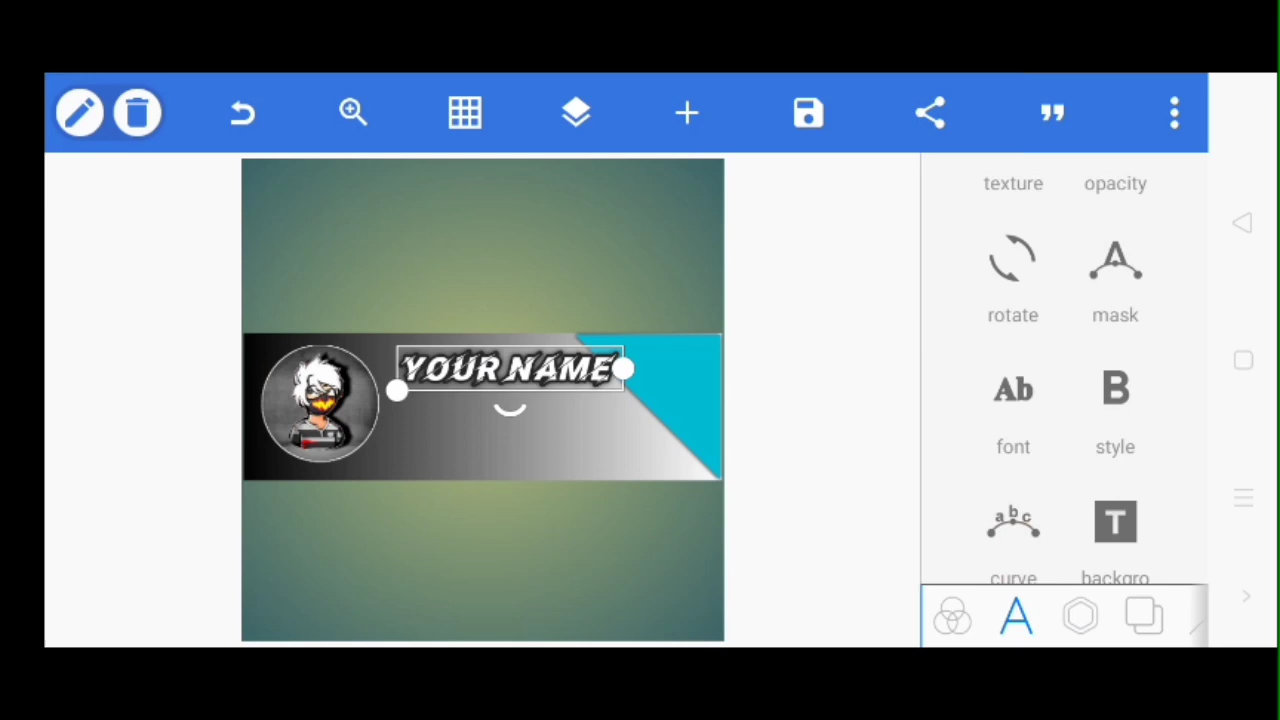 texture opacity
rotate mask
YOUR NAME
Ab B
font style
abc T
curve backgro
A